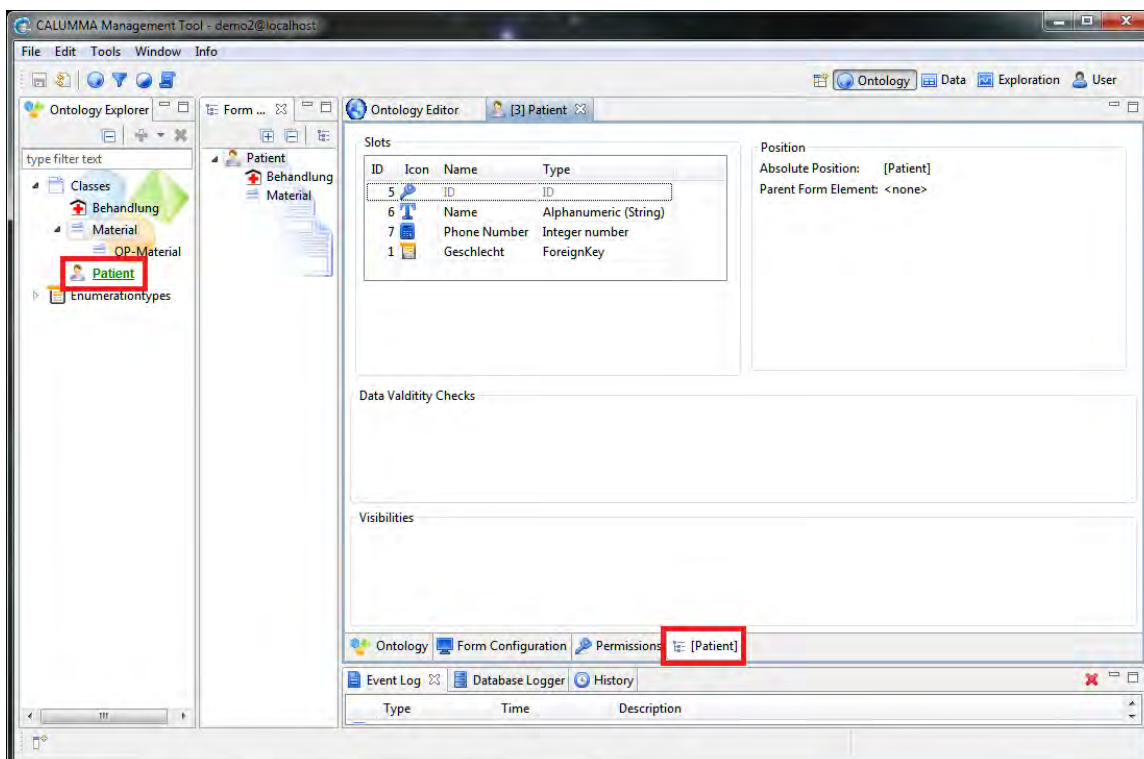 CALUMMA Management Tool - demo2@localhost
File Edit Tools Window Info
Ontology Data Exploration User
Ontology Explorer
type filter text
Classes
Behandlung
Material
OP-Material
Patient
Enumerationtypes
Form ...
Patient
Behandlung
Material
Ontology Editor [3] Patient
Slots
ID Icon Name Type
5 ID ID
6 Name Alphanumeric (String)
7 Phone Number Integer number
1 Geschlecht ForeignKey
Position
Absolute Position: [Patient]
Parent Form Element: <none>
Data Valditity Checks
Visibilities
Ontology Form Configuration Permissions [Patient]
Event Log Database Logger History
Type Time Description